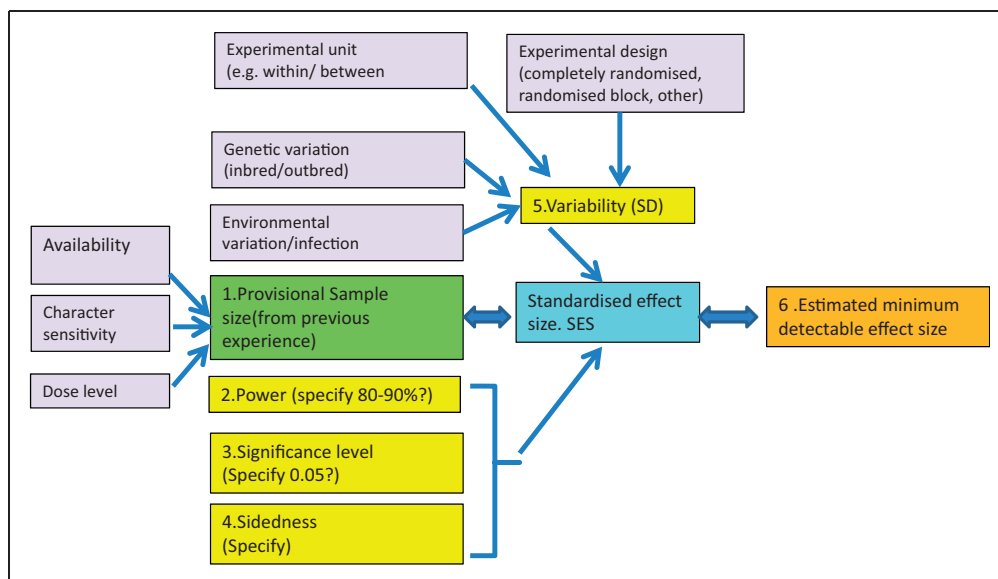 Experimental unit
(e.g. within/ between
Experimental design
(completely randomised,
randomised block, other)
Genetic variation
(inbred/outbred)
5.Variability (SD)
Environmental
variation/infection
Availability
Character
sensitivity
Dose level
1.Provisional Sample
size(from previous
experience)
Standardised effect
size. SES
6 .Estimated minimum
detectable effect size
2.Power (specify 80-90%?)
3.Significance level
(Specify 0.05?)
4.Sidedness
(Specify)